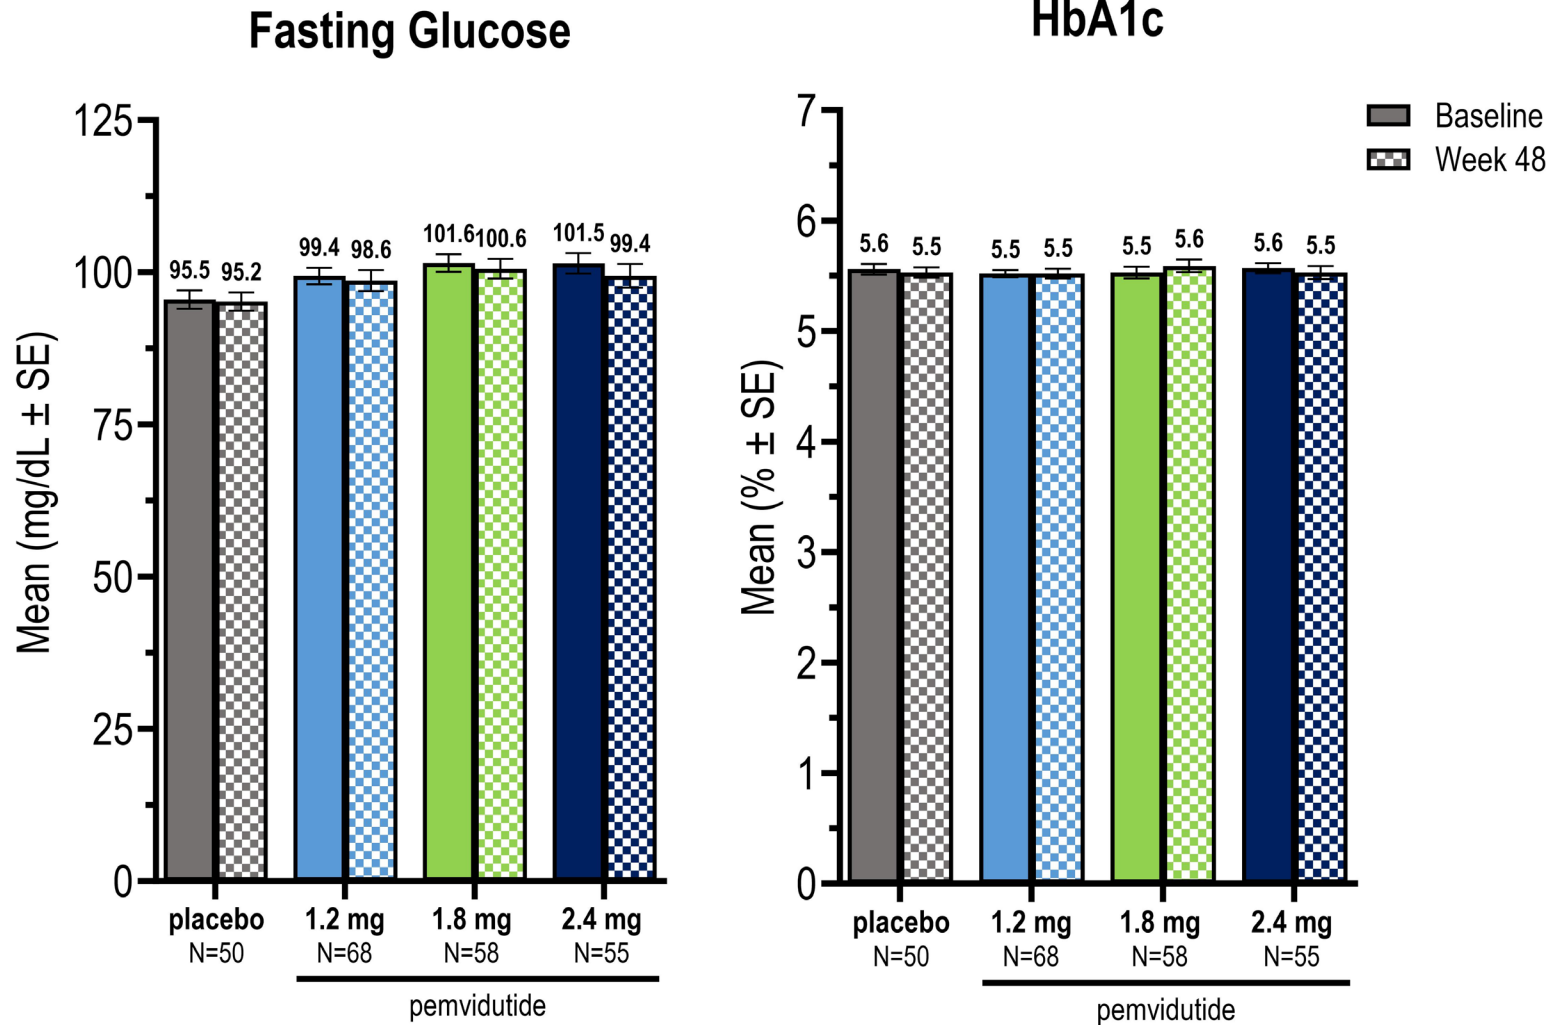 Fasting Glucose
Mean (mg/dL ± SE)
125
100
75
50
25
0
95.5 95.2
99.4 98.6
101.6 100.6
101.5 99.4
placebo 1.2 mg 1.8 mg 2.4 mg
N=50 N=68 N=58 N=55
pemvidutide
HbA1c
Mean (% ± SE)
7
6
5
4
3
2
1
0
5.6 5.5
5.5 5.5
5.5 5.6
5.6 5.5
placebo 1.2 mg 1.8 mg 2.4 mg
N=50 N=68 N=58 N=55
pemvidutide
Baseline
Week 48